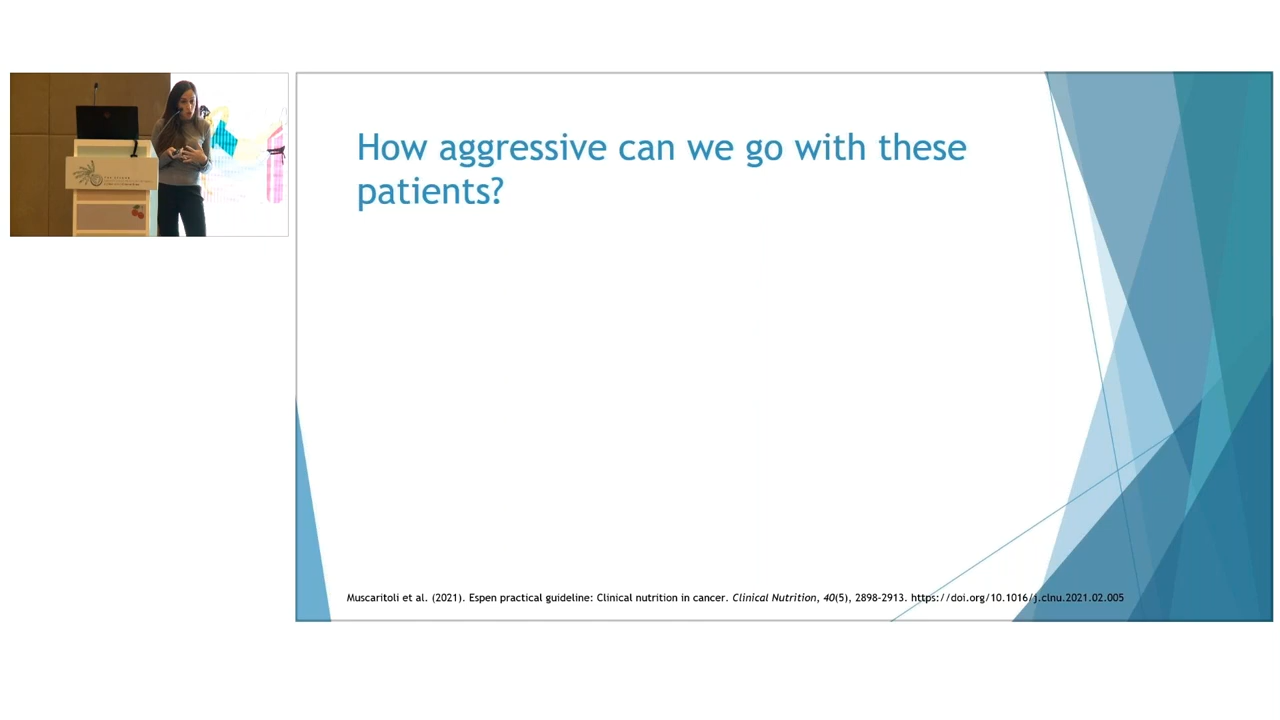 How aggressive can we go with these
patients?
Muscaritoli et al. (2021). Espen practical guideline: Clinical nutrition in cancer. Clinical Nutrition, 40(5), 2898-2913. https://doi.org/10.1016/j.clnu.2021.02.005